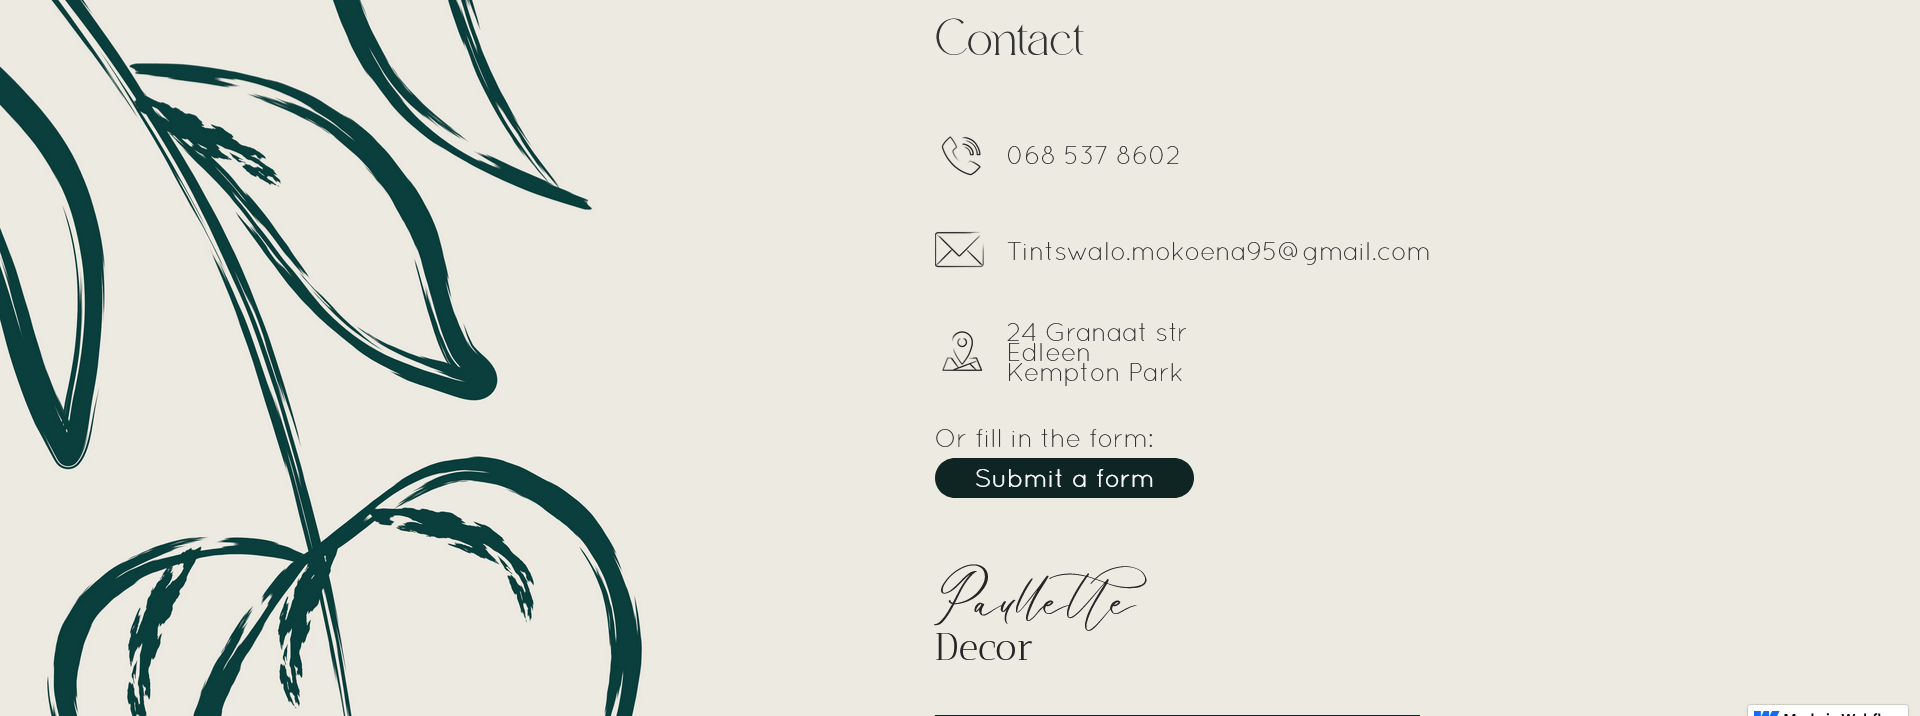 Contact
068 537 8602
Tintswalo.mokoena95@gmail.com
24 Granaat str
Edleen
Kempton Park
Or fill in the form:
Submit a form
Paullette
Decor